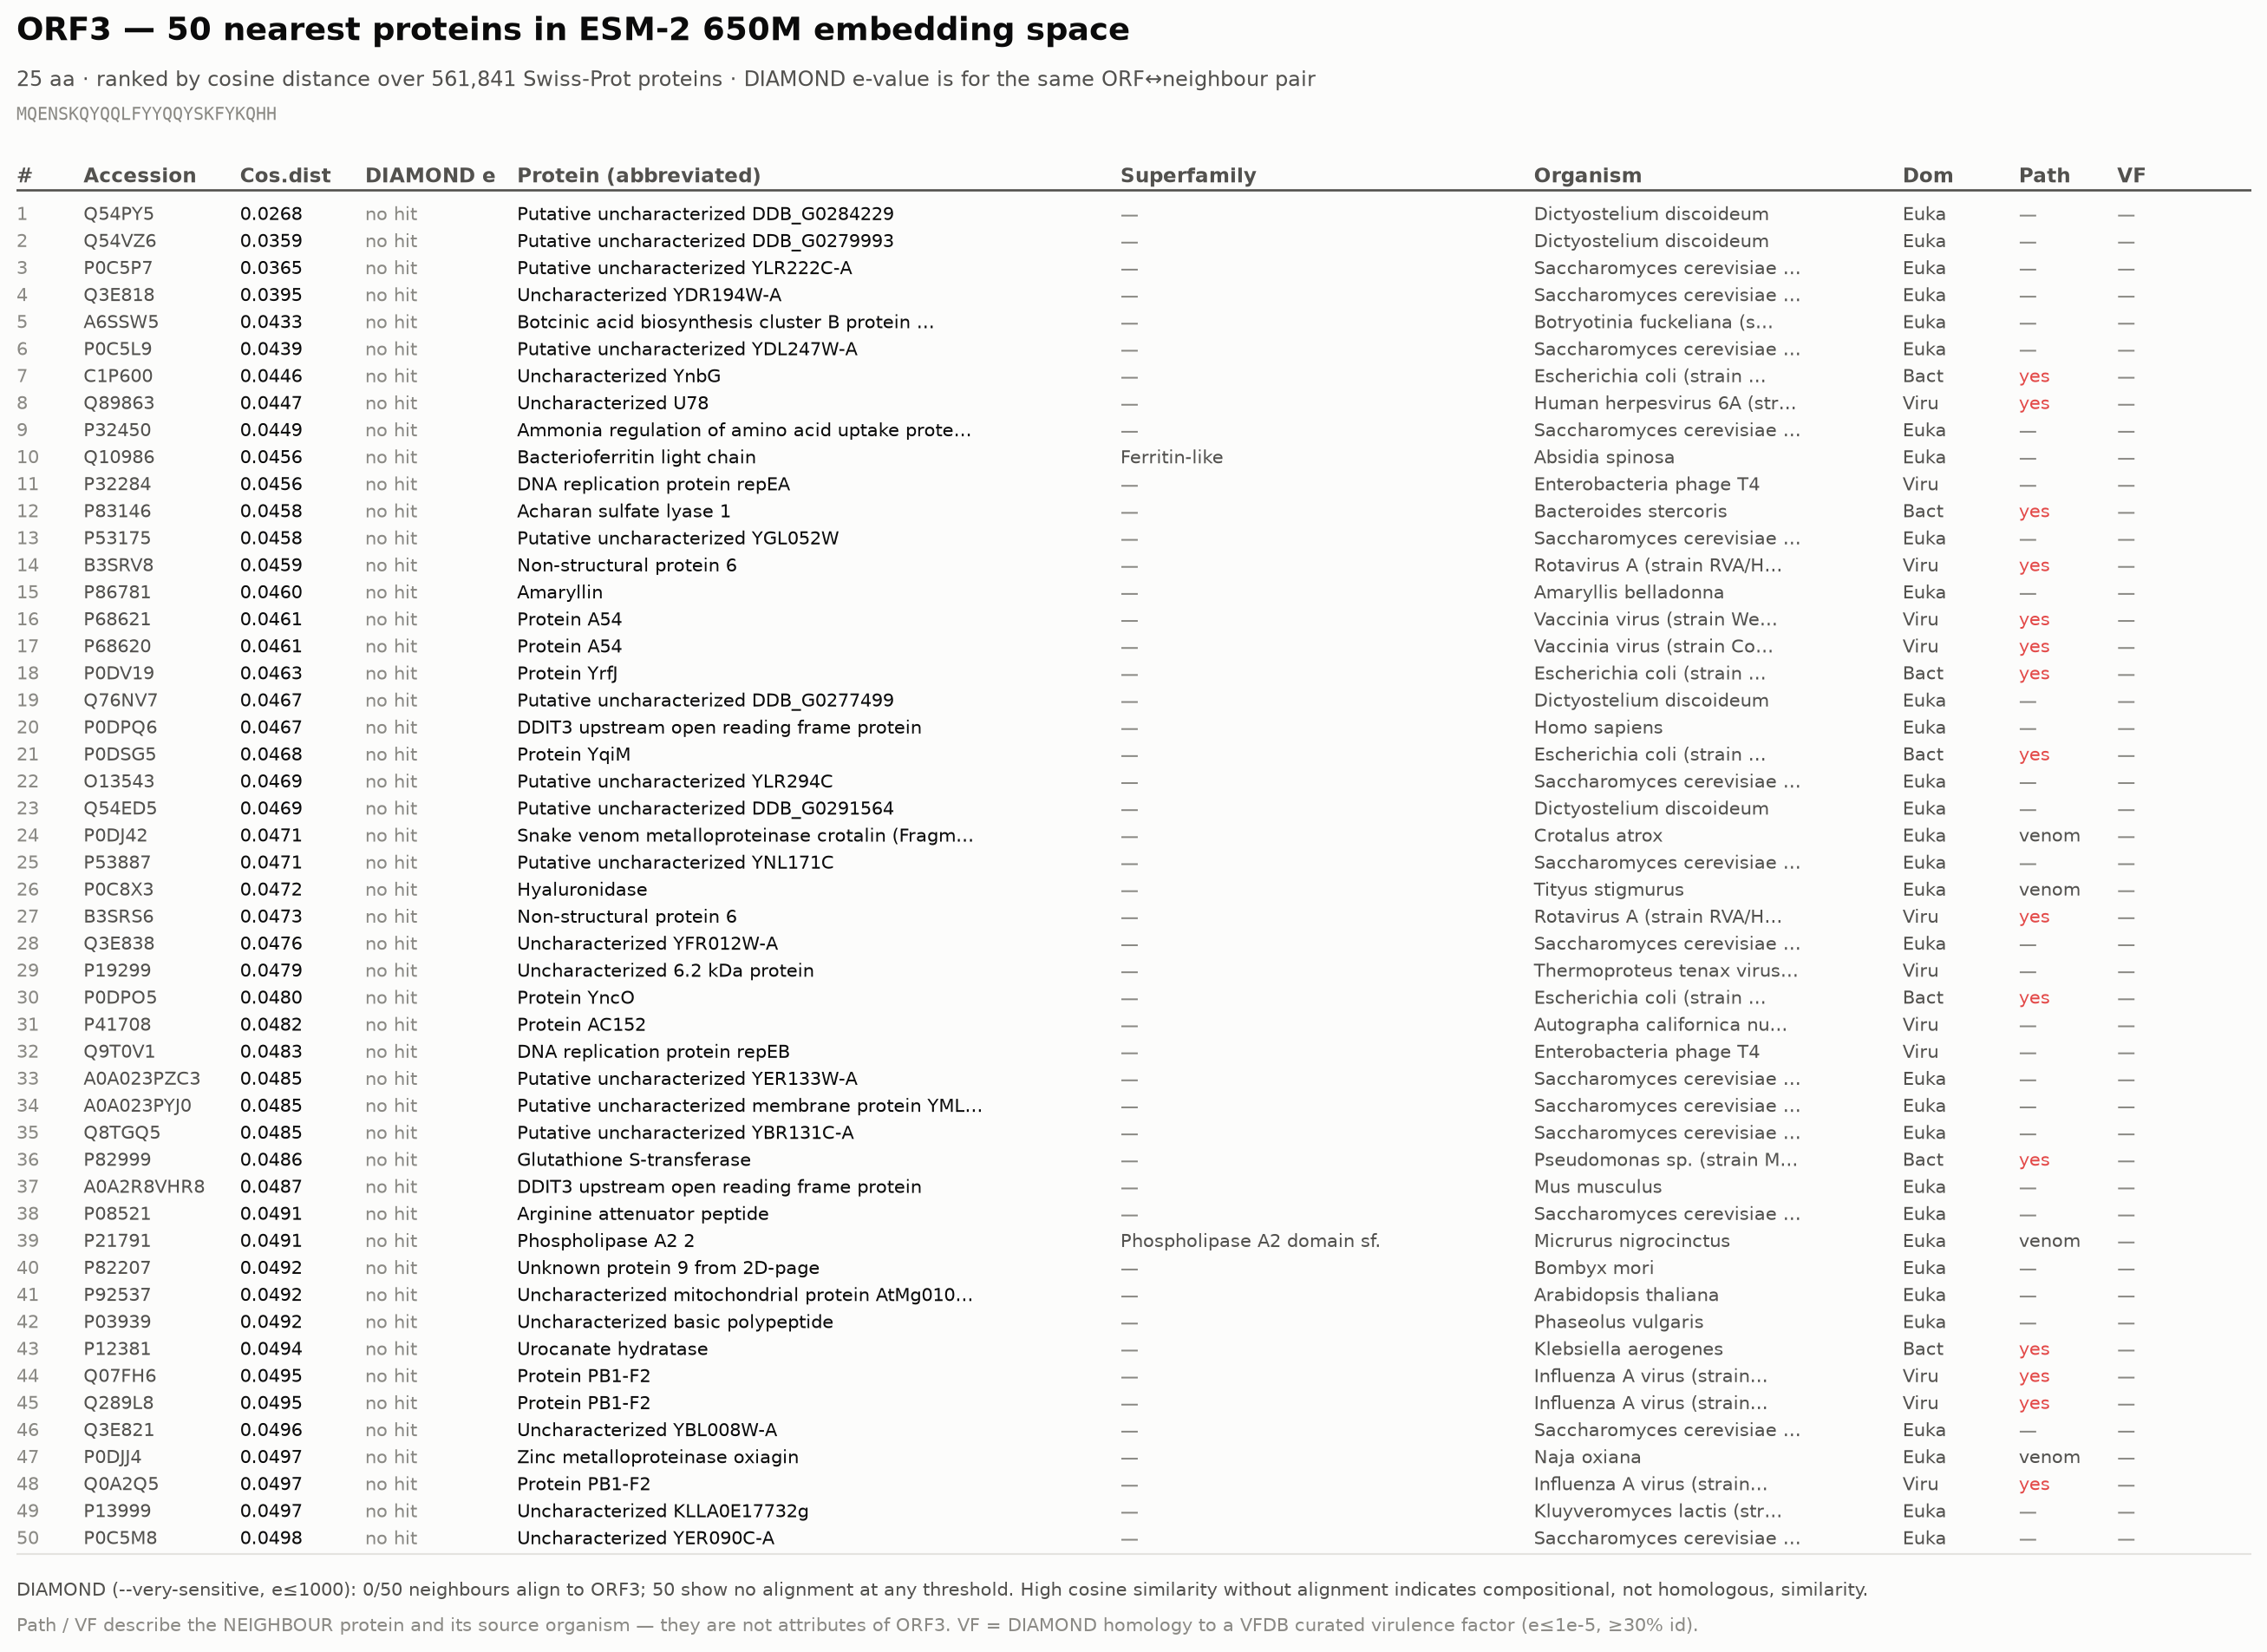 ORF3 — 50 nearest proteins in ESM-2 650M embedding space
25 aa · ranked by cosine distance over 561,841 Swiss-Prot proteins · DIAMOND e-value is for the same ORF↔neighbour pair
MQENSKQYQQLFYYQQYSKFYKQHH
# Accession Cos.dist DIAMOND e Protein (abbreviated) Superfamily Organism Dom Path VF
1 Q54PY5 0.0268 no hit Putative uncharacterized DDB_G0284229 — Dictyostelium discoideum Euka — —
2 Q54VZ6 0.0359 no hit Putative uncharacterized DDB_G0279993 — Dictyostelium discoideum Euka — —
3 P0C5P7 0.0365 no hit Putative uncharacterized YLR222C-A — Saccharomyces cerevisiae ... Euka — —
4 Q3E818 0.0395 no hit Uncharacterized YDR194W-A — Saccharomyces cerevisiae ... Euka — —
5 A6SSW5 0.0433 no hit Botcinic acid biosynthesis cluster B protein ... — Botryotinia fuckeliana (s... Euka — —
6 P0C5L9 0.0439 no hit Putative uncharacterized YDL247W-A — Saccharomyces cerevisiae ... Euka — —
7 C1P600 0.0446 no hit Uncharacterized YnbG — Escherichia coli (strain ... Bact yes —
8 Q89863 0.0447 no hit Uncharacterized U78 — Human herpesvirus 6A (str... Viru yes —
9 P32450 0.0449 no hit Ammonia regulation of amino acid uptake prote... — Saccharomyces cerevisiae ... Euka — —
10 Q10986 0.0456 no hit Bacterioferritin light chain Ferritin-like Absidia spinosa Euka — —
11 P32284 0.0456 no hit DNA replication protein repEA — Enterobacteria phage T4 Viru — —
12 P83146 0.0458 no hit Acharan sulfate lyase 1 — Bacteroides stercoris Bact yes —
13 P53175 0.0458 no hit Putative uncharacterized YGL052W — Saccharomyces cerevisiae ... Euka — —
14 B3SRV8 0.0459 no hit Non-structural protein 6 — Rotavirus A (strain RVA/H... Viru yes —
15 P86781 0.0460 no hit Amaryllin — Amaryllis belladonna Euka — —
16 P68621 0.0461 no hit Protein A54 — Vaccinia virus (strain We... Viru yes —
17 P68620 0.0461 no hit Protein A54 — Vaccinia virus (strain Co... Viru yes —
18 P0DV19 0.0463 no hit Protein YrfJ — Escherichia coli (strain ... Bact yes —
19 Q76NV7 0.0467 no hit Putative uncharacterized DDB_G0277499 — Dictyostelium discoideum Euka — —
20 P0DPQ6 0.0467 no hit DDIT3 upstream open reading frame protein — Homo sapiens Euka — —
21 P0DSG5 0.0468 no hit Protein YqiM — Escherichia coli (strain ... Bact yes —
22 O13543 0.0469 no hit Putative uncharacterized YLR294C — Saccharomyces cerevisiae ... Euka — —
23 Q54ED5 0.0469 no hit Putative uncharacterized DDB_G0291564 — Dictyostelium discoideum Euka — —
24 P0DJ42 0.0471 no hit Snake venom metalloproteinase crotalin (Fragm... — Crotalus atrox Euka venom —
25 P53887 0.0471 no hit Putative uncharacterized YNL171C — Saccharomyces cerevisiae ... Euka — —
26 P0C8X3 0.0472 no hit Hyaluronidase — Tityus stigmurus Euka venom —
27 B3SRS6 0.0473 no hit Non-structural protein 6 — Rotavirus A (strain RVA/H... Viru yes —
28 Q3E838 0.0476 no hit Uncharacterized YFR012W-A — Saccharomyces cerevisiae ... Euka — —
29 P19299 0.0479 no hit Uncharacterized 6.2 kDa protein — Thermoproteus tenax virus... Viru — —
30 P0DPO5 0.0480 no hit Protein YncO — Escherichia coli (strain ... Bact yes —
31 P41708 0.0482 no hit Protein AC152 — Autographa californica nu... Viru — —
32 Q9T0V1 0.0483 no hit DNA replication protein repEB — Enterobacteria phage T4 Viru — —
33 A0A023PZC3 0.0485 no hit Putative uncharacterized YER133W-A — Saccharomyces cerevisiae ... Euka — —
34 A0A023PYJ0 0.0485 no hit Putative uncharacterized membrane protein YML... — Saccharomyces cerevisiae ... Euka — —
35 Q8TGQ5 0.0485 no hit Putative uncharacterized YBR131C-A — Saccharomyces cerevisiae ... Euka — —
36 P82999 0.0486 no hit Glutathione S-transferase — Pseudomonas sp. (strain M... Bact yes —
37 A0A2R8VHR8 0.0487 no hit DDIT3 upstream open reading frame protein — Mus musculus Euka — —
38 P08521 0.0491 no hit Arginine attenuator peptide — Saccharomyces cerevisiae ... Euka — —
39 P21791 0.0491 no hit Phospholipase A2 2 Phospholipase A2 domain sf. Micrurus nigrocinctus Euka venom —
40 P82207 0.0492 no hit Unknown protein 9 from 2D-page — Bombyx mori Euka — —
41 P92537 0.0492 no hit Uncharacterized mitochondrial protein AtMg010... — Arabidopsis thaliana Euka — —
42 P03939 0.0492 no hit Uncharacterized basic polypeptide — Phaseolus vulgaris Euka — —
43 P12381 0.0494 no hit Urocanate hydratase — Klebsiella aerogenes Bact yes —
44 Q07FH6 0.0495 no hit Protein PB1-F2 — Influenza A virus (strain... Viru yes —
45 Q289L8 0.0495 no hit Protein PB1-F2 — Influenza A virus (strain... Viru yes —
46 Q3E821 0.0496 no hit Uncharacterized YBL008W-A — Saccharomyces cerevisiae ... Euka — —
47 P0DJJ4 0.0497 no hit Zinc metalloproteinase oxiagin — Naja oxiana Euka venom —
48 Q0A2Q5 0.0497 no hit Protein PB1-F2 — Influenza A virus (strain... Viru yes —
49 P13999 0.0497 no hit Uncharacterized KLLA0E17732g — Kluyveromyces lactis (str... Euka — —
50 P0C5M8 0.0498 no hit Uncharacterized YER090C-A — Saccharomyces cerevisiae ... Euka — —
DIAMOND (--very-sensitive, e≤1000): 0/50 neighbours align to ORF3; 50 show no alignment at any threshold. High cosine similarity without alignment indicates compositional, not homologous, similarity.
Path / VF describe the NEIGHBOUR protein and its source organism — they are not attributes of ORF3. VF = DIAMOND homology to a VFDB curated virulence factor (e≤1e-5, ≥30% id).